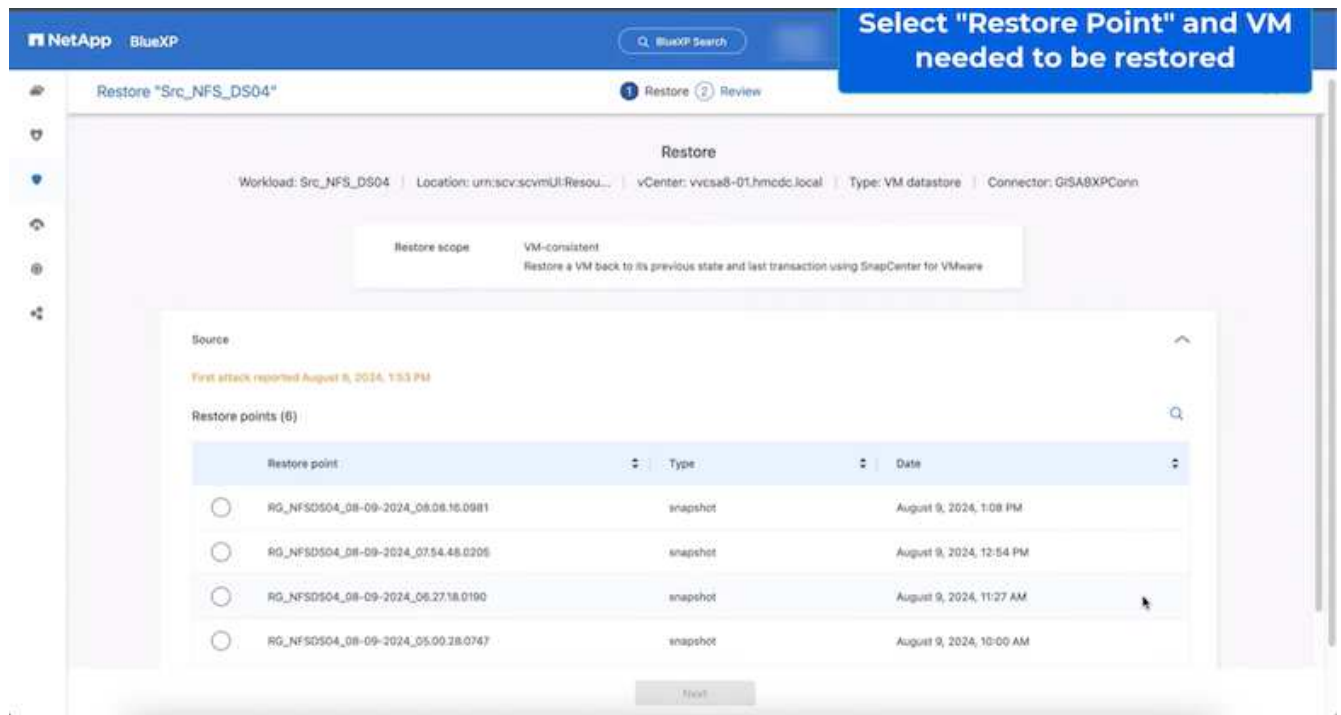 NetApp BlueXP
BlueXP Search
Select "Restore Point" and VM
needed to be restored
Restore "Src_NFS_DS04"
1 Restore 2 Review
Restore
Workload: Src_NFS_DS04 | Location: urn:scv:scvmUI:Resou... | vCenter: vvcsa8-01.hmcdc.local | Type: VM datastore | Connector: GISABXPConn
Restore scope
VM-consistent
Restore a VM back to its previous state and last transaction using SnapCenter for VMware
Source
First attack reported August 9, 2024, 1:53 PM
Restore points (6)
Restore point Type Date
RG_NFSDS04_08-09-2024_08.08.16.0981 snapshot August 9, 2024, 1:08 PM
RG_NFSDS04_08-09-2024_07.54.48.0205 snapshot August 9, 2024, 12:54 PM
RG_NFSDS04_08-09-2024_06.27.18.0190 snapshot August 9, 2024, 11:27 AM
RG_NFSDS04_08-09-2024_05.00.28.0747 snapshot August 9, 2024, 10:00 AM
Next